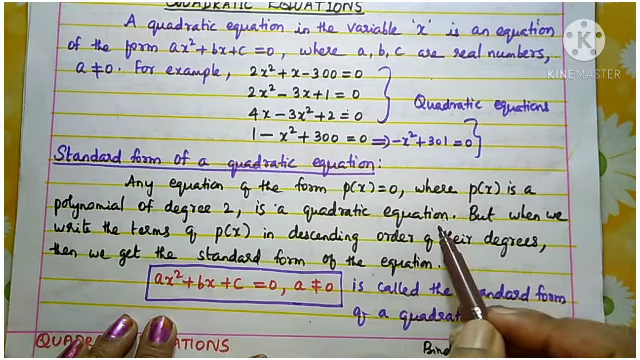 QUADRATIC EQUATIONS
A quadratic equation in the variable 'x' is an equation
of the form ax²+bx+c=0, where a, b, c are real numbers,
a≠0. For example, 2x²+x-300=0
2x²-3x+1=0
4x-3x²+2=0
Quadratic equations
1-x²+300=0 ⇒ -x²+301=0
Standard form of a quadratic equation:
Any equation of the form p(x)=0, where p(x) is a
polynomial of degree 2, is a quadratic equation. But when we
write the terms of p(x) in descending order of their degrees,
then we get the standard form of the equation.
ax²+bx+c=0, a≠0 is called the standard form
of a quadrat
QUADRATIC EQUATIONS
K
KINEMASTER